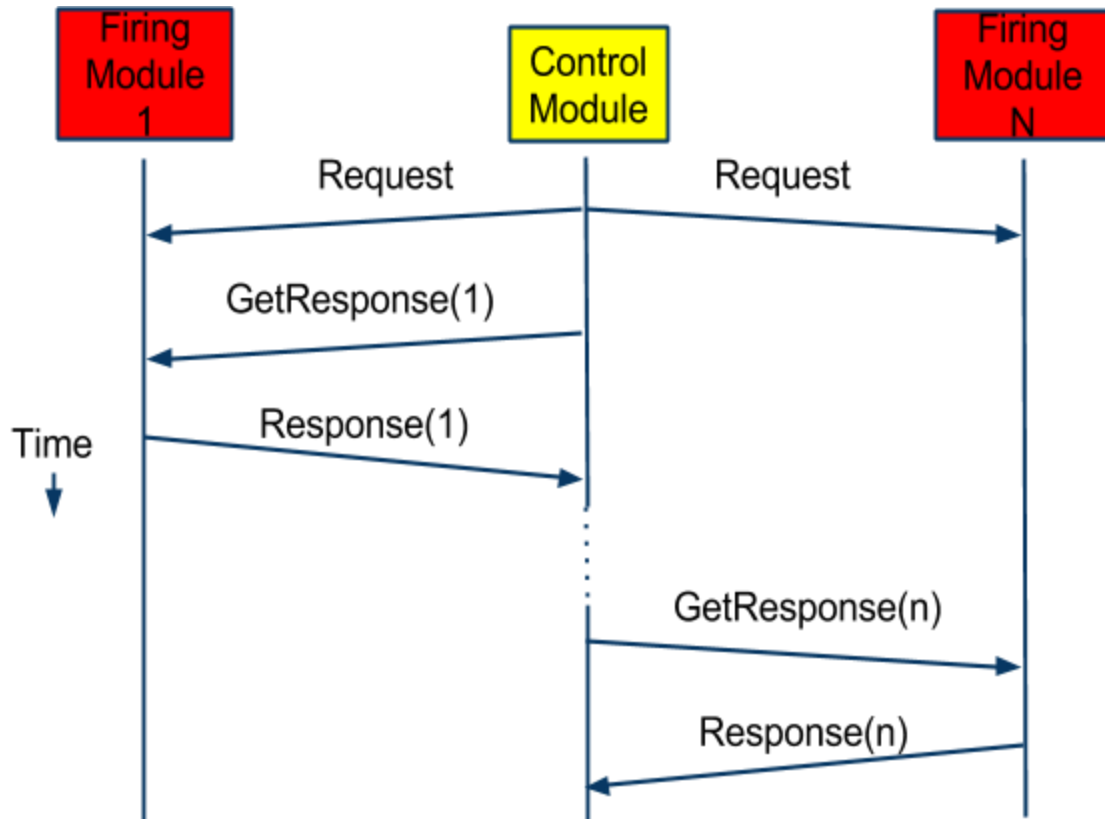 Firing
Module
1
Control
Module
Firing
Module
N
Request
Request
GetResponse(1)
Response(1)
Time
GetResponse(n)
Response(n)